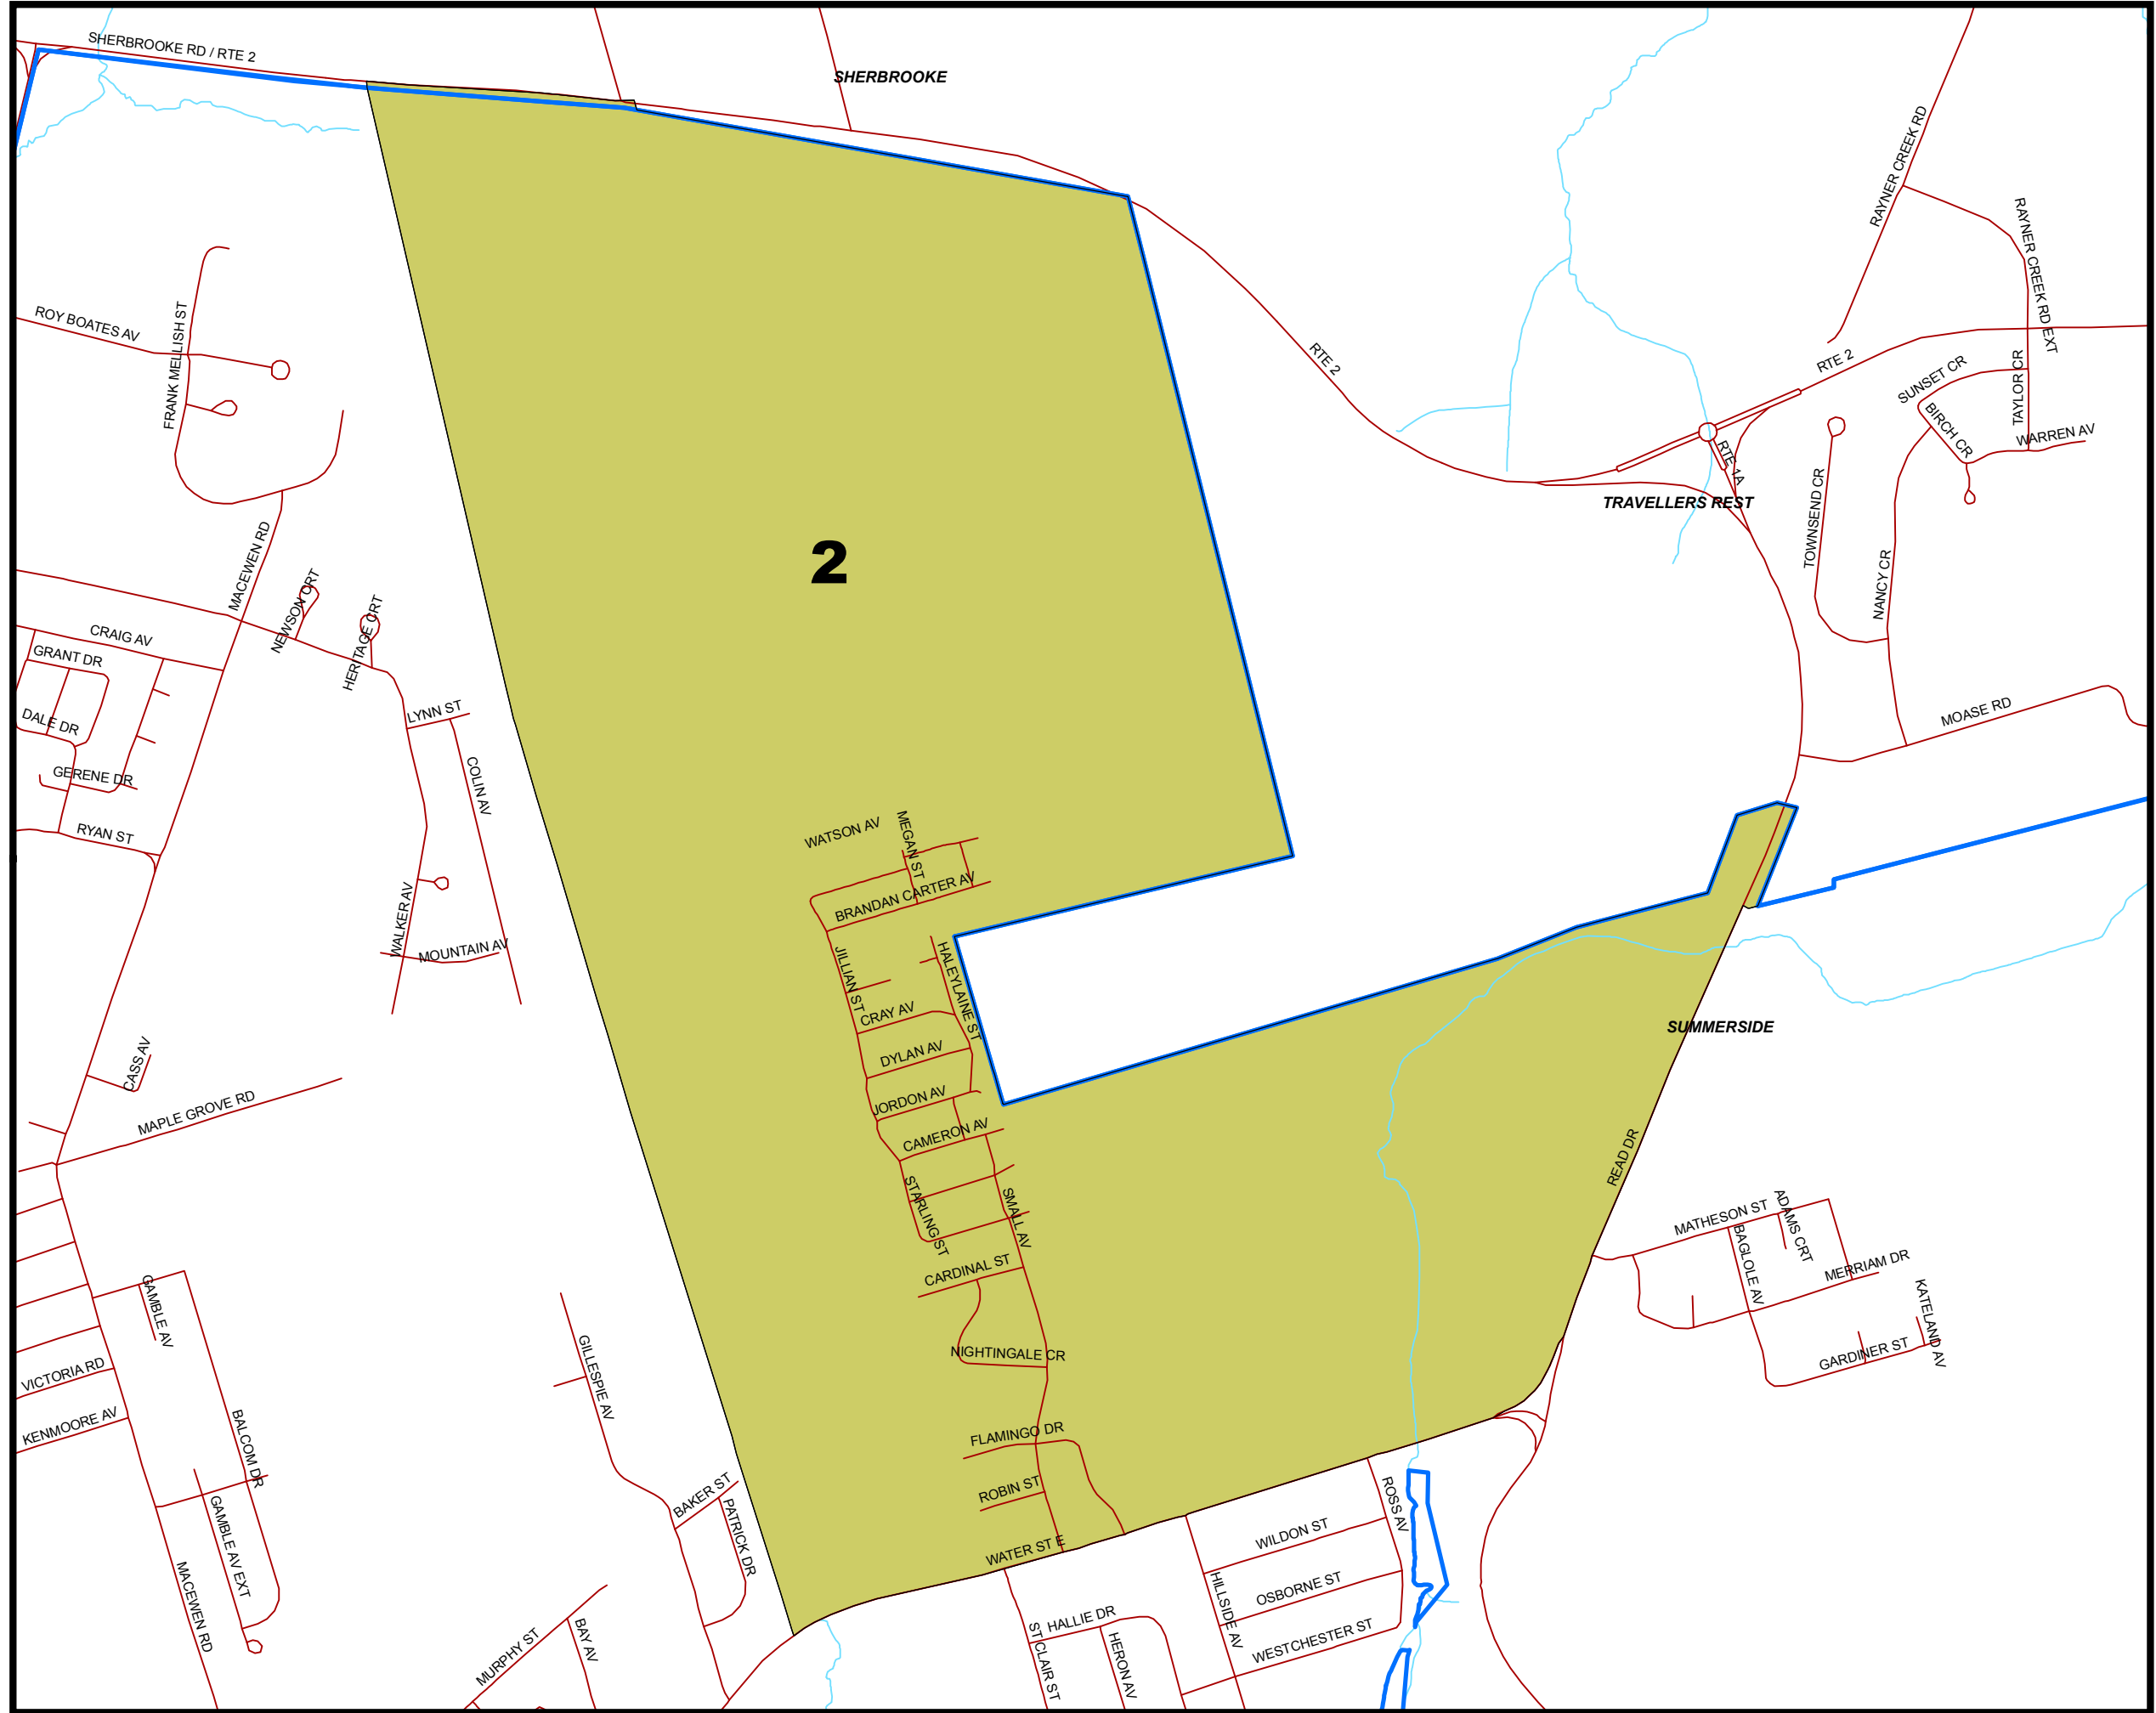 SHERBROOKE RD / RTE 2
SHERBROOKE
RAYNER CREEK RD
RAYNER CREEK RD EXT
ROY BOATES AV
FRANK MELLISH ST
RTE 2
RTE 2
SUNSET CR
TAYLOR CR
BIRCH CR
WARREN AV
RTE 1A
TRAVELLERS REST
TOWNSEND CR
NANCY CR
2
MACEWEN RD
NEWSON CRT
HERITAGE CRT
CRAIG AV
GRANT DR
DALE DR
GERENE DR
RYAN ST
LYNN ST
COLIN AV
MOASE RD
WATSON AV
MEGAN ST
BRANDAN CARTER AV
WALKER AV
MOUNTAIN AV
JILLIAN ST
HALEYLAINE ST
CRAY AV
DYLAN AV
JORDON AV
CAMERON AV
SUMMERSIDE
CASS AV
MAPLE GROVE RD
READ DR
STARLING ST
SMALL AV
CARDINAL ST
MATHESON ST
ADAMS CRT
BAGLOLE AV
MERRIAM DR
KATELAND AV
GARDINER ST
GAMBLE AV
VICTORIA RD
KENMOORE AV
BALCOM DR
GILLESPIE AV
NIGHTINGALE CR
FLAMINGO DR
ROBIN ST
WATER ST E
BAKER ST
PATRICK DR
GAMBLE AV EXT
MACEWEN RD
MURPHY ST
BAY AV
ROSS AV
WILDON ST
OSBORNE ST
HILLSIDE AV
WESTCHESTER ST
HALLIE DR
ST CLAIR ST
HERON AV